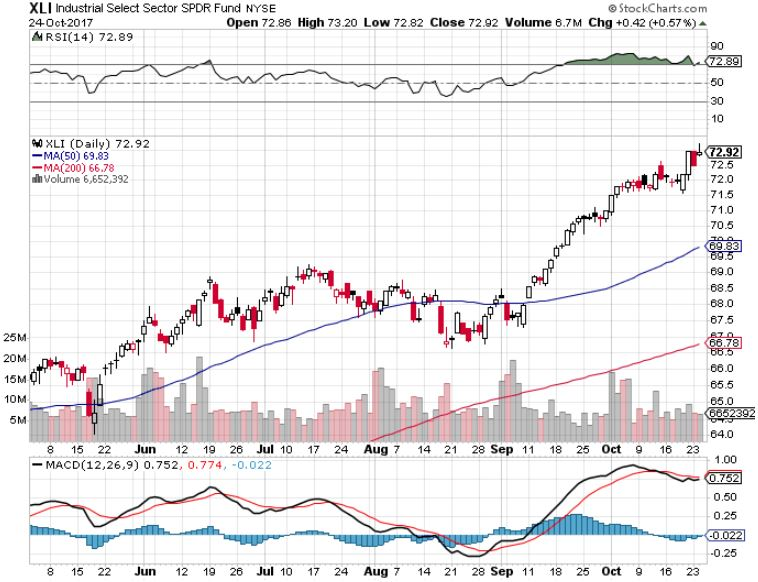 XLI Industrial Select Sector SPDR Fund NYSE © StockCharts.com
24-Oct-2017 Open 72.86 High 73.20 Low 72.82 Close 72.92 Volume 6.7M Chg +0.42 (+0.57%)
RSI(14) 72.89
90
72.89
50
30
10
XLI (Daily) 72.92
MA(50) 69.83
MA(200) 66.78
Volume 6,652,392
72.92
72.5
72.0
71.5
71.0
70.5
70.0
69.83
69.5
69.0
68.5
68.0
67.5
67.0
66.78
66.5
66.0
65.5
65.0
6652392
64.5
64.0
25M
20M
15M
10M
5M
8 15 22 Jun 12 19 26 Jul 10 17 24 Aug 7 14 21 28 Sep 11 18 25 Oct 9 16 23
MACD(12,26,9) 0.752, 0.774, -0.022
1.00
0.752
0.50
0.25
-0.022
-0.25
8 15 22 Jun 12 19 26 Jul 10 17 24 Aug 7 14 21 28 Sep 11 18 25 Oct 9 16 23